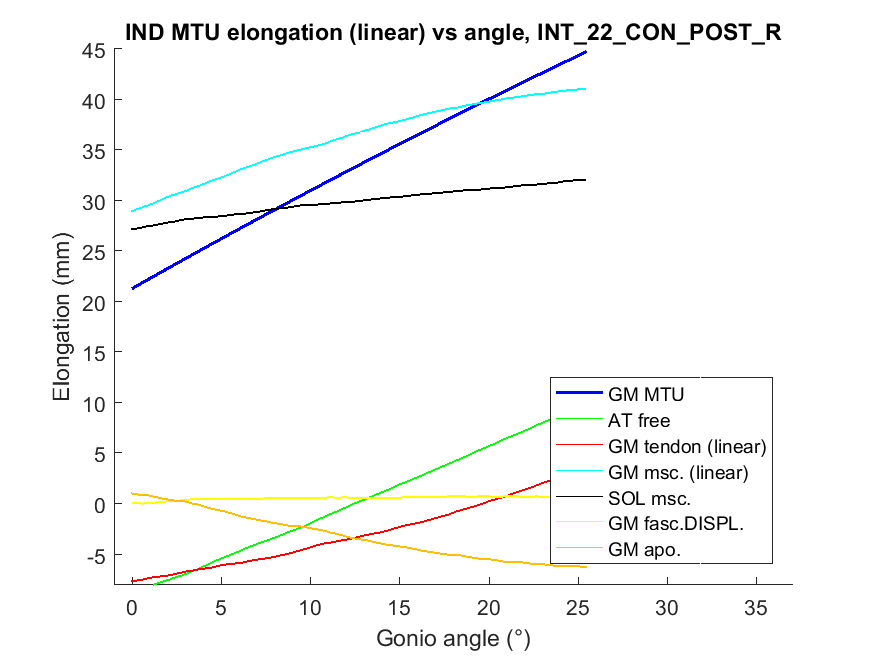 IND MTU elongation (linear) vs angle, INT_22_CON_POST_R
45
40
35
30
25
20
15
10
5
0
-5
Elongation (mm)
0 5 10 15 20 25 30 35
Gonio angle (°)
GM MTU
AT free
GM tendon (linear)
GM msc. (linear)
SOL msc.
GM fasc.DISPL.
GM apo.